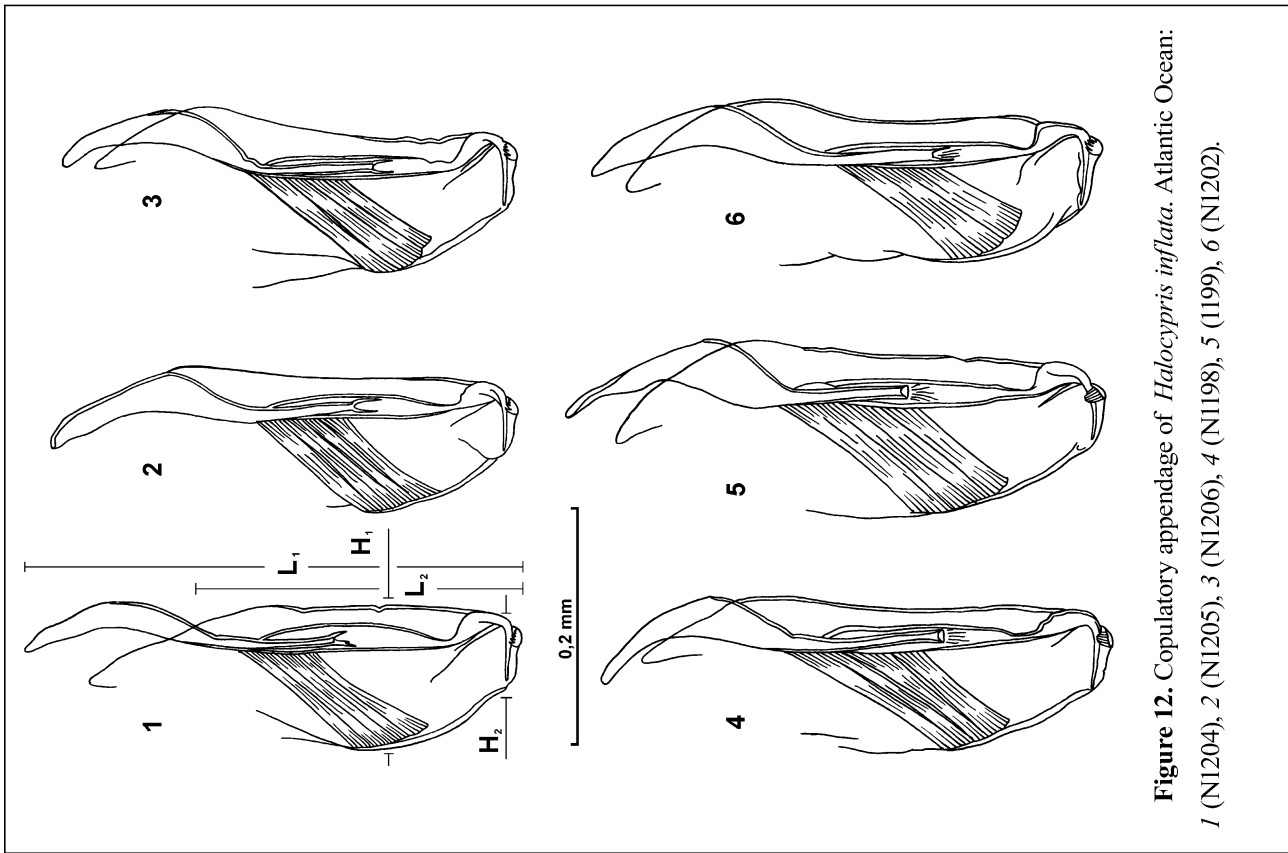 1
2
3
4
5
6
L1
L2
H1
H2
0,2 mm
Figure 12. Copulatory appendage of Halocypris inflata. Atlantic Ocean:
1 (N1204), 2 (N1205), 3 (N1206), 4 (N1198), 5 (1199), 6 (N1202).